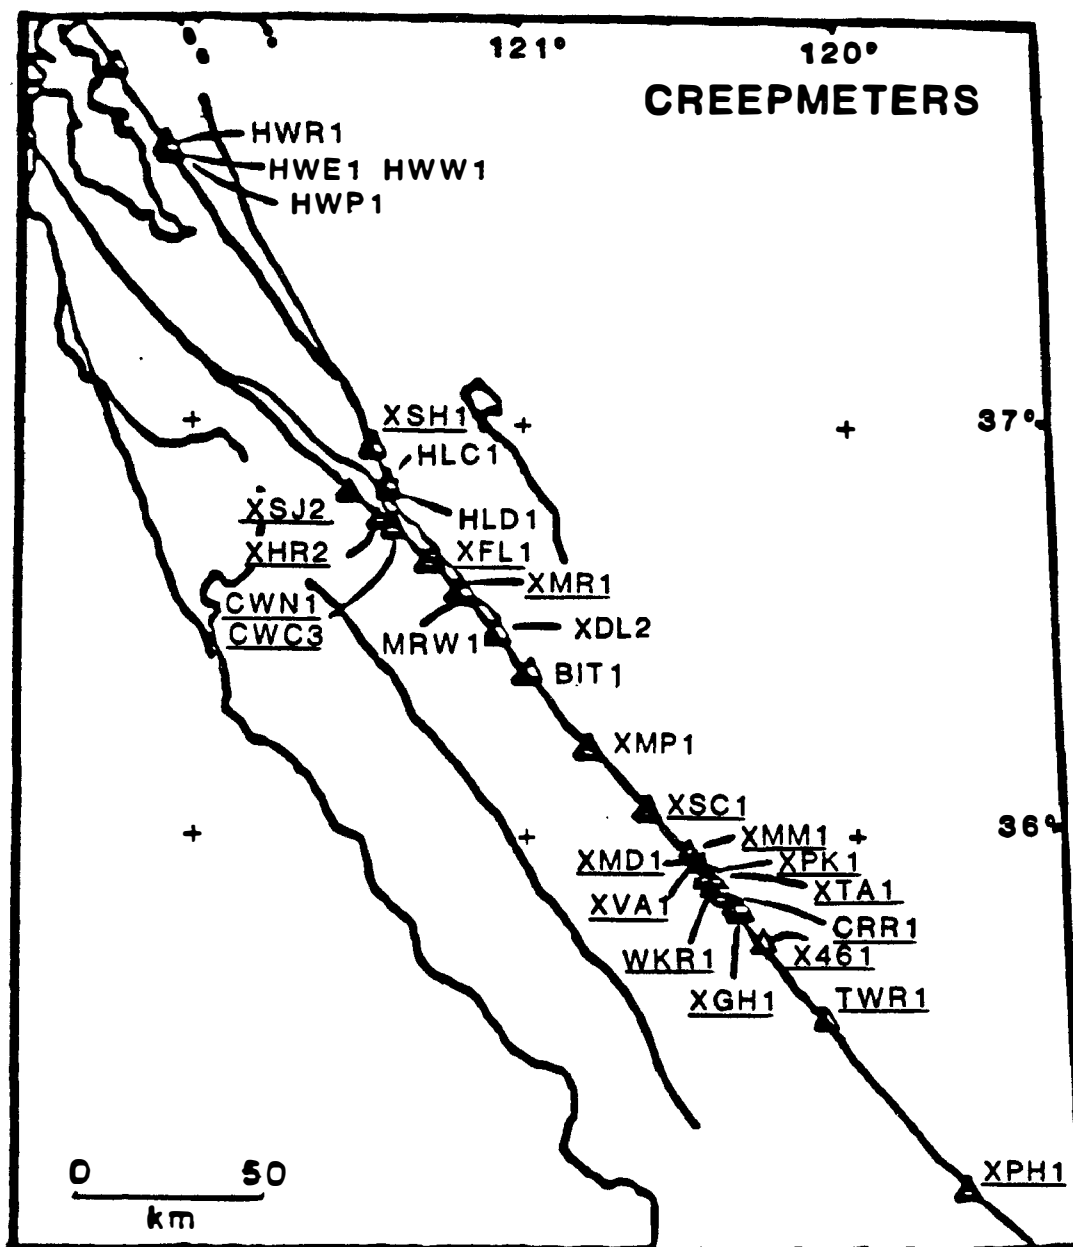 121° 120°
CREEPMETERS
HWR1
HWE1 HWW1
HWP1
XSH1
37°
HLC1
XSJ2
HLD1
XHR2
XFL1
XMR1
CWN1
CWC3
MRW1
XDL2
BIT1
XMP1
XSC1
36°
XMM1
XMD1
XPK1
XTA1
XVA1
CRR1
WKR1
X461
XGH1
TWR1
XPH1
0 50
km